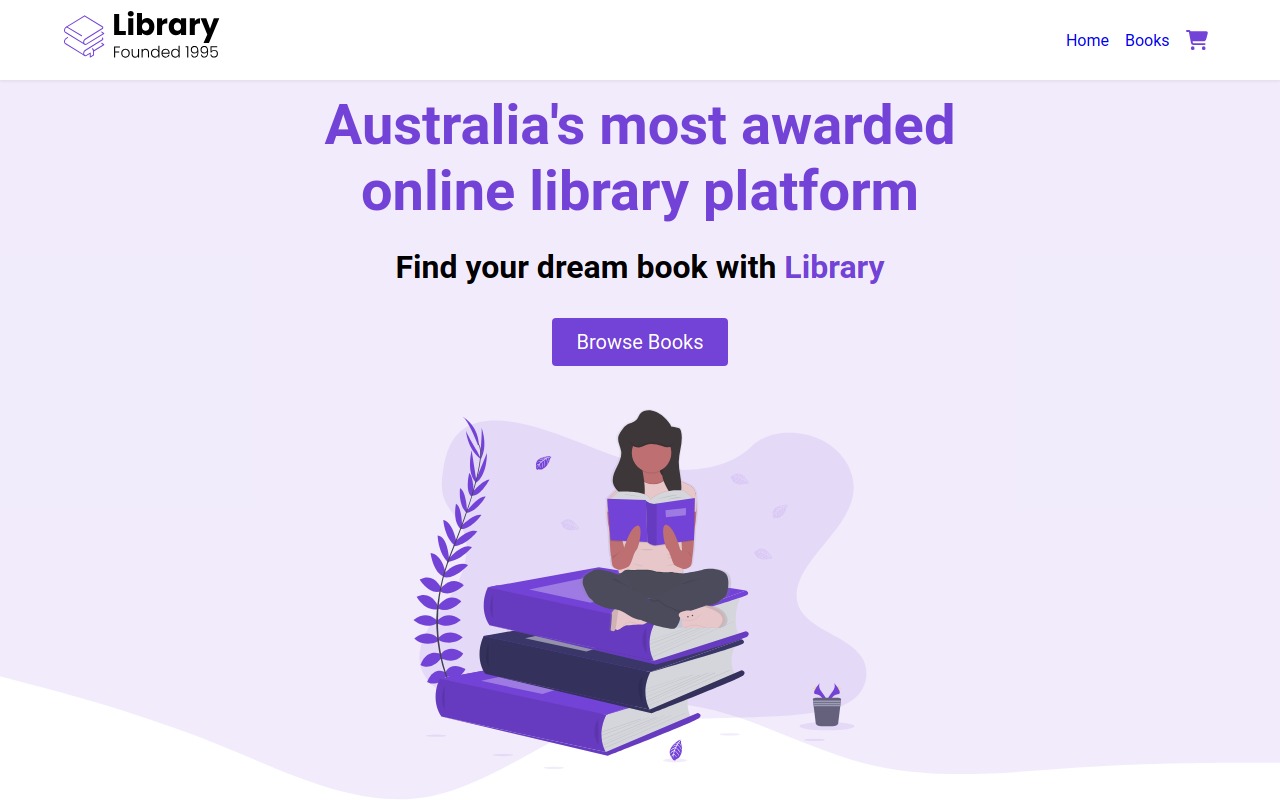 Library
Founded 1995
Home
Books
Australia's most awarded
online library platform
Find your dream book with Library
Browse Books